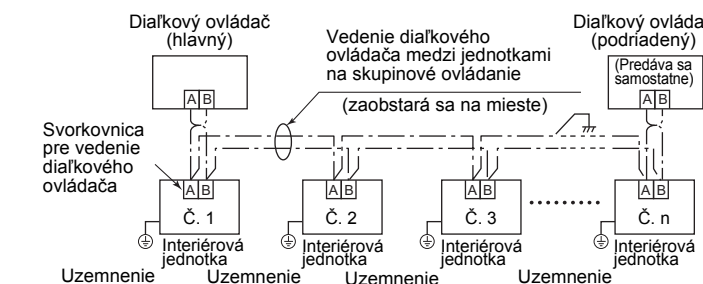 Diaľkový ovládač
(hlavný)
Vedenie diaľkového
ovládača medzi jednotkami
na skupinové ovládanie
(zaobstará sa na mieste)
Diaľkový ovláda
(podriadený)
(Predáva sa
samostatne)
A B
A B
Svorkovnica
pre vedenie
diaľkového
ovládača
A B
A B
A B
A B
Č. 1
Č. 2
Č. 3
Č. n
Interiérová
jednotka
Interiérová
jednotka
Interiérová
jednotka
Interiérová
jednotka
Uzemnenie
Uzemnenie
Uzemnenie
Uzemnenie